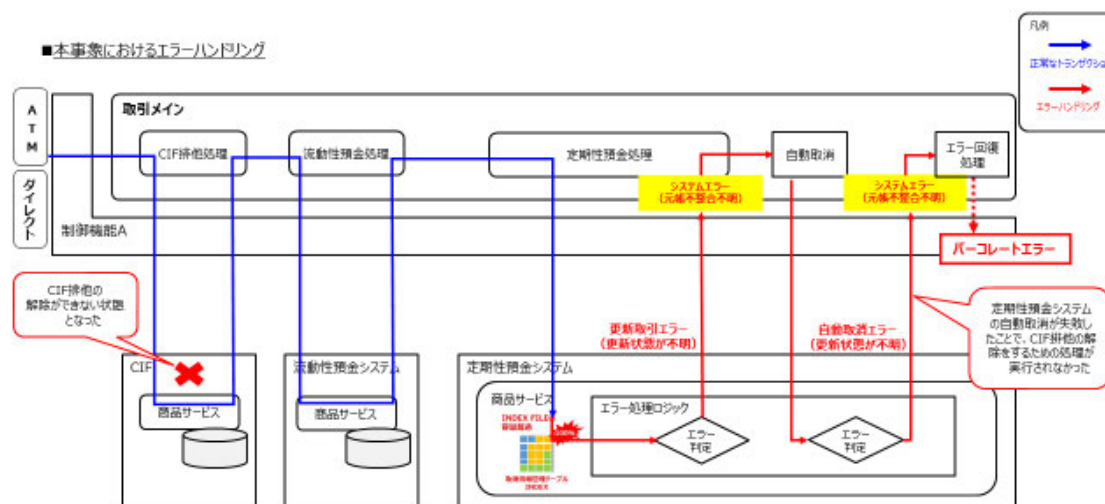 ■本事象におけるエラーハンドリング
凡例
正常なトランザクショ
エラーハンドリング
ATM
ダイレクト
取引メイン
CIF排他処理
流動性預金処理
定期性預金処理
自動取消
エラー回復
処理
システムエラー
(元帳不整合不明)
システムエラー
(元帳不整合不明)
制御機能A
バーコレートエラー
CIF排他の
解除ができない状態
となった
更新取引エラー
(更新状態が不明)
自動取消エラー
(更新状態が不明)
定期性預金システム
の自動取消が失敗し
たことで、CIF排他の解
除をするための処理が
実行されなかった
CIF
流動性預金システム
定期性預金システム
商品サービス
商品サービス
商品サービス
エラー処理ロジック
INDEX FILE
容量超過
エラー
判定
エラー
判定
INDEX